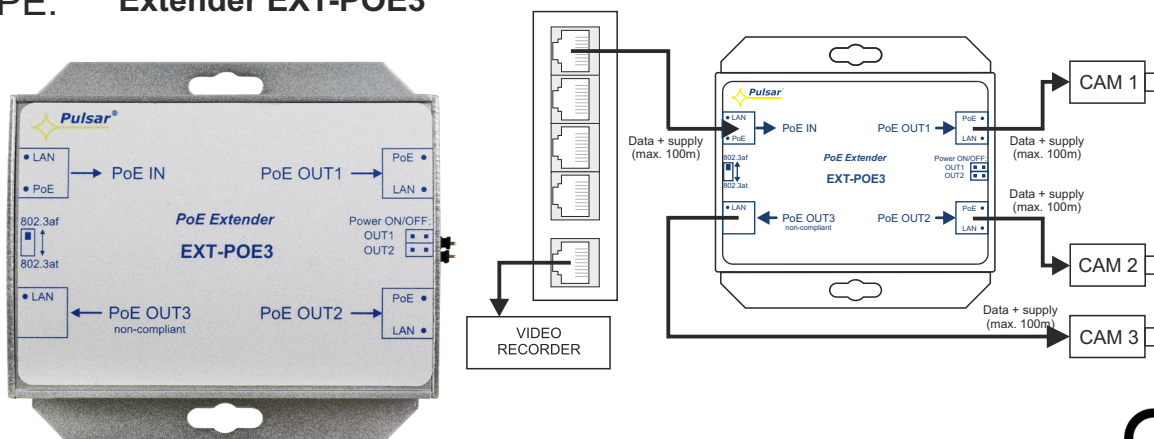 PE:
Extender EXT-POE3
Pulsar®
• LAN
• PoE
PoE IN
PoE OUT1
PoE •
LAN •
802.3af
802.3at
PoE Extender
EXT-POE3
Power ON/OFF:
OUT1
OUT2
• LAN
PoE OUT3
non-compliant
PoE OUT2
PoE •
LAN •
VIDEO
RECORDER
Data + supply
(max. 100m)
Pulsar
• LAN
• PoE
PoE IN
PoE OUT1
PoE •
LAN •
802.3af
802.3at
PoE Extender
EXT-POE3
Power ON/OFF:
OUT1
OUT2
• LAN
PoE OUT3
non-compliant
PoE OUT2
PoE •
LAN •
Data + supply
(max. 100m)
Data + supply
(max. 100m)
Data + supply
(max. 100m)
CAM 1
CAM 2
CAM 3